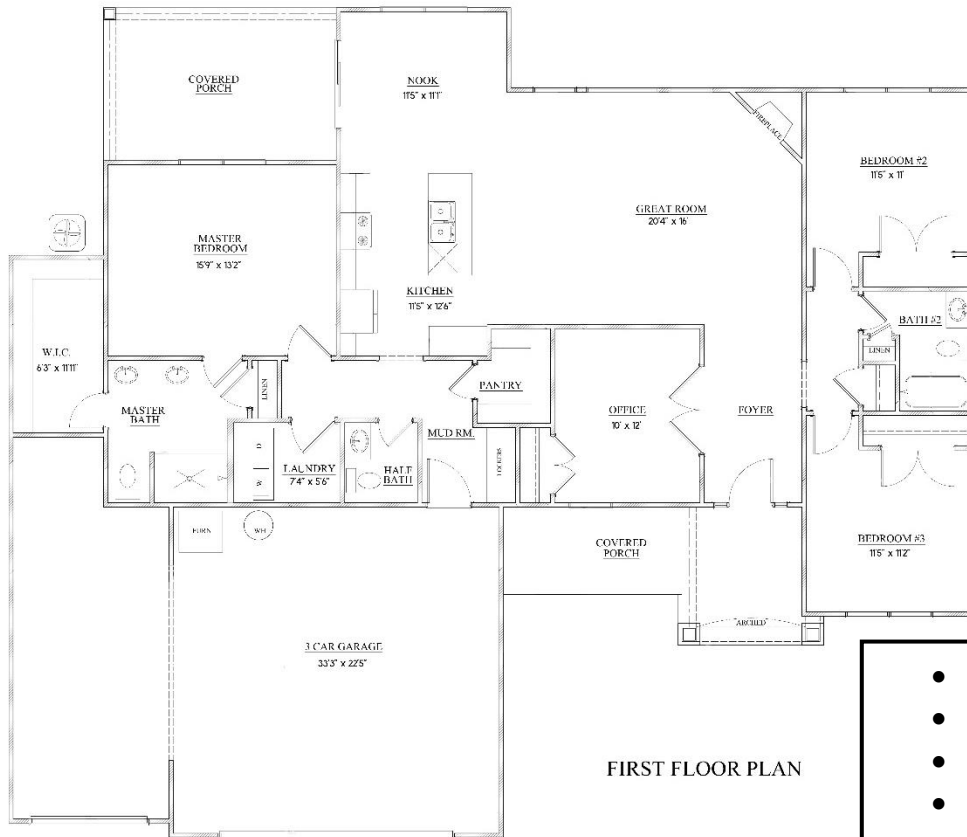 COVERED
PORCH
NOOK
11'5" x 11'1"
FIREPLACE
BEDROOM #2
11'5" x 11'
GREAT ROOM
20'4" x 16'
MASTER
BEDROOM
15'9" x 13'2"
KITCHEN
11'5" x 12'6"
BATH #2
LINEN
W.I.C.
6'3" x 11'11"
LINEN
PANTRY
MASTER
BATH
OFFICE
10' x 12'
FOYER
MUD RM.
D
W
LAUNDRY
7'4" x 5'6"
HALF
BATH
LOCKERS
FURN
WH
COVERED
PORCH
BEDROOM #3
11'5" x 11'2"
ARCHED
3 CAR GARAGE
33'3" x 22'5"
FIRST FLOOR PLAN